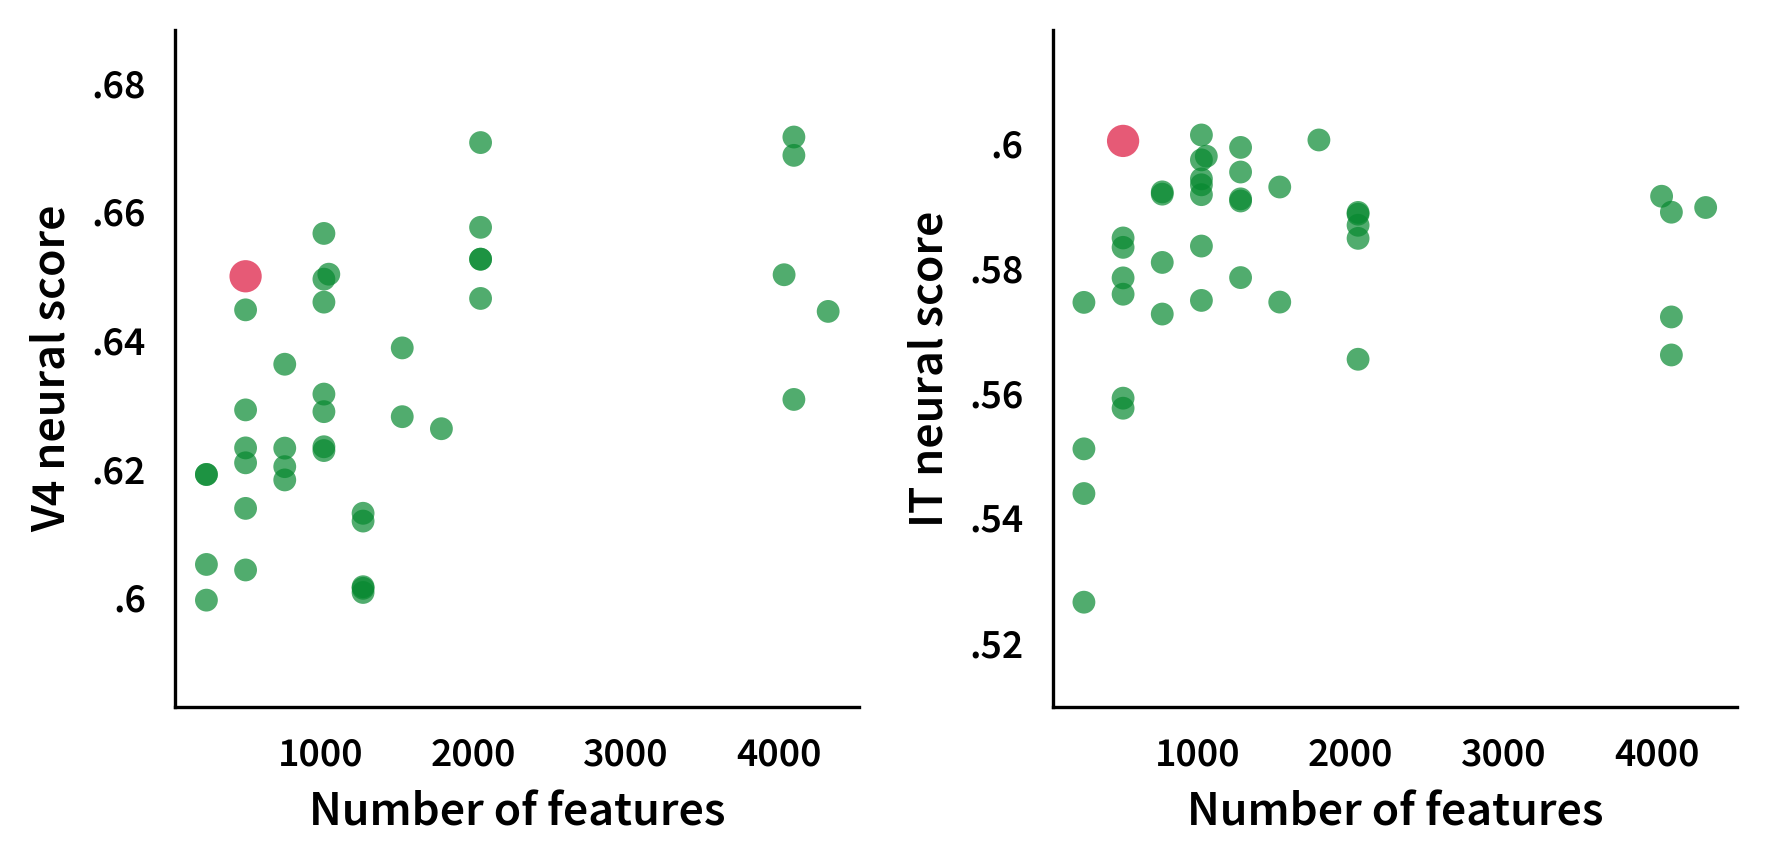 V4 neural score
.68
.66
.64
.62
.6
1000 2000 3000 4000
Number of features
IT neural score
.6
.58
.56
.54
.52
1000 2000 3000 4000
Number of features